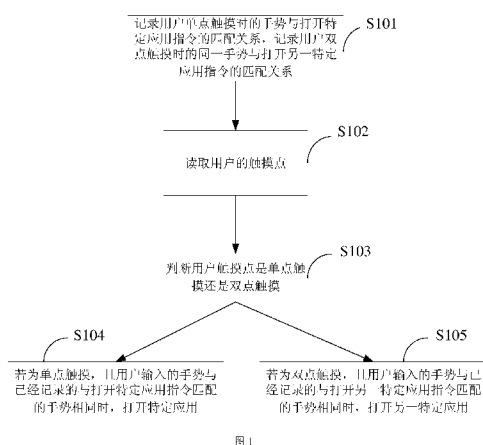 记录用户单点触摸时的手势与打开特
定应用指令的匹配关系，记录用户双
点触摸时的同一手势与打开另一特定
应用指令的匹配关系
S101
S102
读取用户的触摸点
S103
判断用户触摸点是单点触
摸还是双点触摸
S104
若为单点触摸，且用户输入的手势与
已经记录的与打开特定应用指令匹配
的手势相同时，打开特定应用
S105
若为双点触摸，且用户输入的手势与已
经记录的与打开另一特定应用指令匹配
的手势相同时，打开另一特定应用
图1